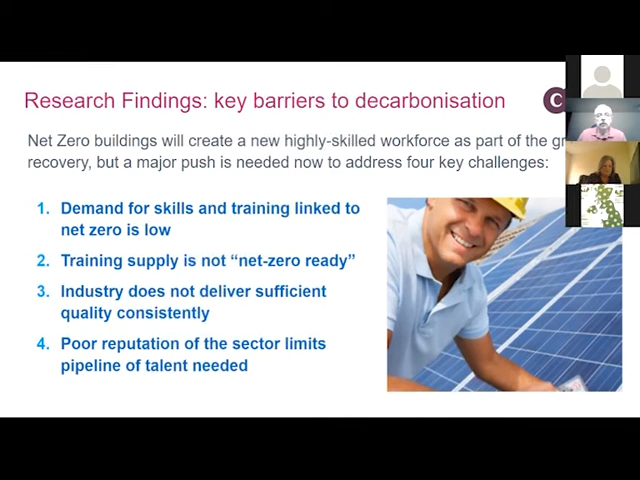 Research Findings: key barriers to decarbonisation
C
Net Zero buildings will create a new highly-skilled workforce as part of the
recovery, but a major push is needed now to address four key challenges:
1. Demand for skills and training linked to
net zero is low
2. Training supply is not “net-zero ready”
3. Industry does not deliver sufficient
quality consistently
4. Poor reputation of the sector limits
pipeline of talent needed